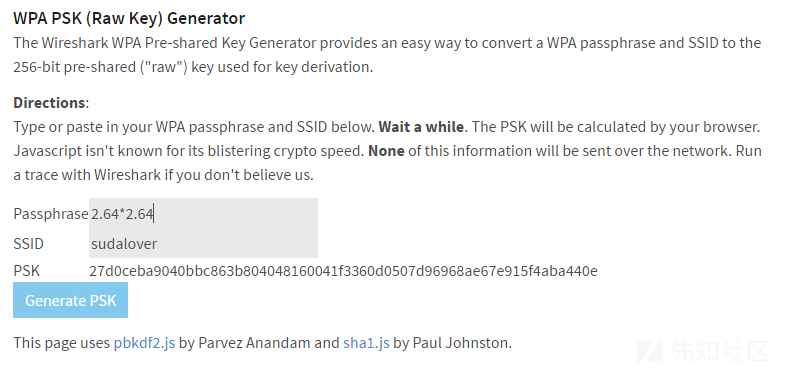 WPA PSK (Raw Key) Generator
The Wireshark WPA Pre-shared Key Generator provides an easy way to convert a WPA passphrase and SSID to the
256-bit pre-shared ("raw") key used for key derivation.
Directions:
Type or paste in your WPA passphrase and SSID below. Wait a while. The PSK will be calculated by your browser.
Javascript isn't known for its blistering crypto speed. None of this information will be sent over the network. Run
a trace with Wireshark if you don't believe us.
Passphrase 2.64*2.64
SSID sudalover
PSK 27d0ceba9040bbc863b804048160041f3360d0507d96968ae67e915f4aba440e
Generate PSK
This page uses pbkdf2.js by Parvez Anandam and sha1.js by Paul Johnston.
先知社区